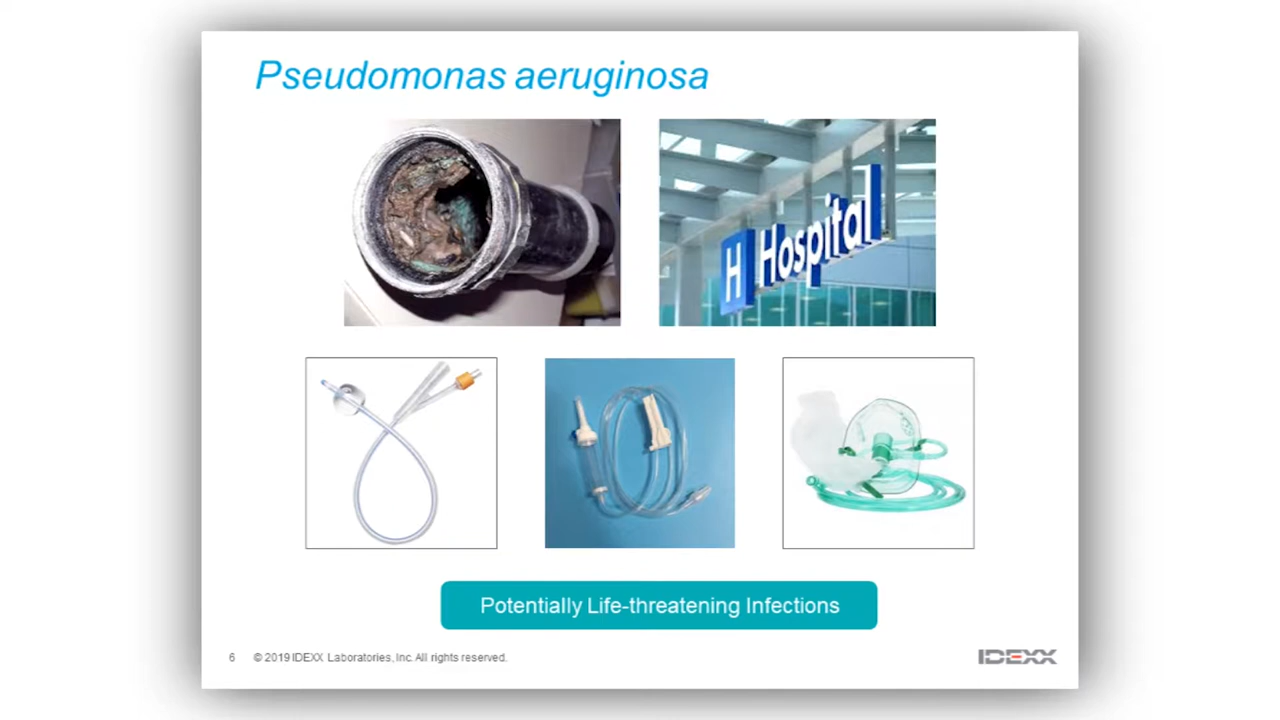 Pseudomonas aeruginosa
H Hospital
Potentially Life-threatening Infections
6 © 2019 IDEXX Laboratories, Inc. All rights reserved.
IDEXX